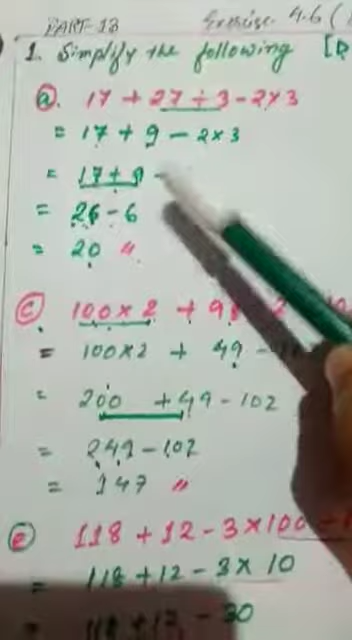 PART-13 Exercise 4.6 (
1. Simplify the following [
a. 17 + 27 ÷ 3 - 2×3
= 17 + 9 - 2×3
= 17 + 9 -
= 26 - 6
= 20 "
c 100 × 2 + 98
= 100×2 + 49 -
= 200 + 49 - 102
= 249 - 102
= 147 "
e 118 + 12 - 3×100
= 118 + 12 - 3× 10
= 118 + 12 - 30